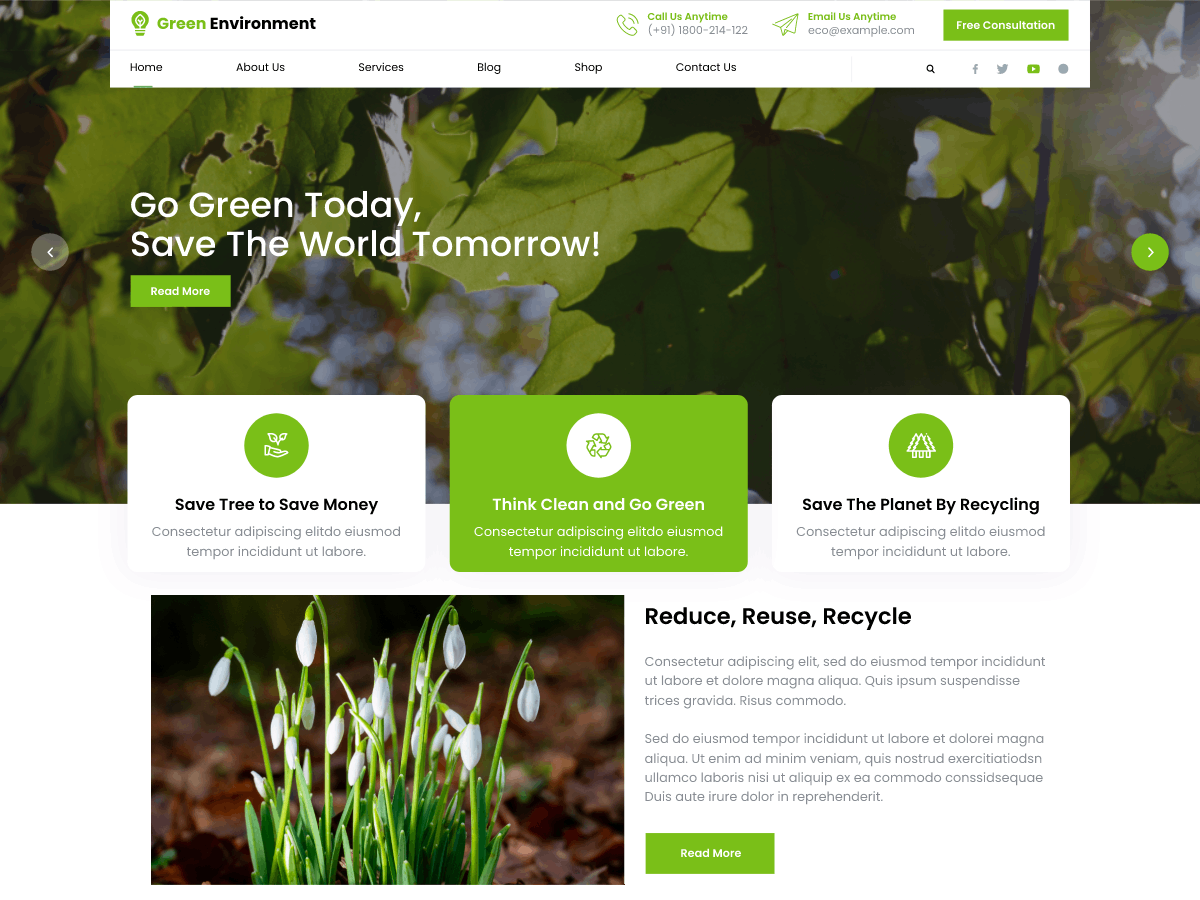 Green Environment
Call Us Anytime
(+91) 1800-214-122
Email Us Anytime
eco@example.com
Free Consultation
Home
About Us
Services
Blog
Shop
Contact Us
Go Green Today,
Save The World Tomorrow!
Read More
Save Tree to Save Money
Consectetur adipiscing elitdo eiusmod
tempor incididunt ut labore.
Think Clean and Go Green
Consectetur adipiscing elitdo eiusmod
tempor incididunt ut labore.
Save The Planet By Recycling
Consectetur adipiscing elitdo eiusmod
tempor incididunt ut labore.
Reduce, Reuse, Recycle
Consectetur adipiscing elit, sed do eiusmod tempor incididunt
ut labore et dolore magna aliqua. Quis ipsum suspendisse
trices gravida. Risus commodo.
Sed do eiusmod tempor incididunt ut labore et dolorei magna
aliqua. Ut enim ad minim veniam, quis nostrud exercitiatiodsn
ullamco laboris nisi ut aliquip ex ea commodo conssidsequae
Duis aute irure dolor in reprehenderit.
Read More